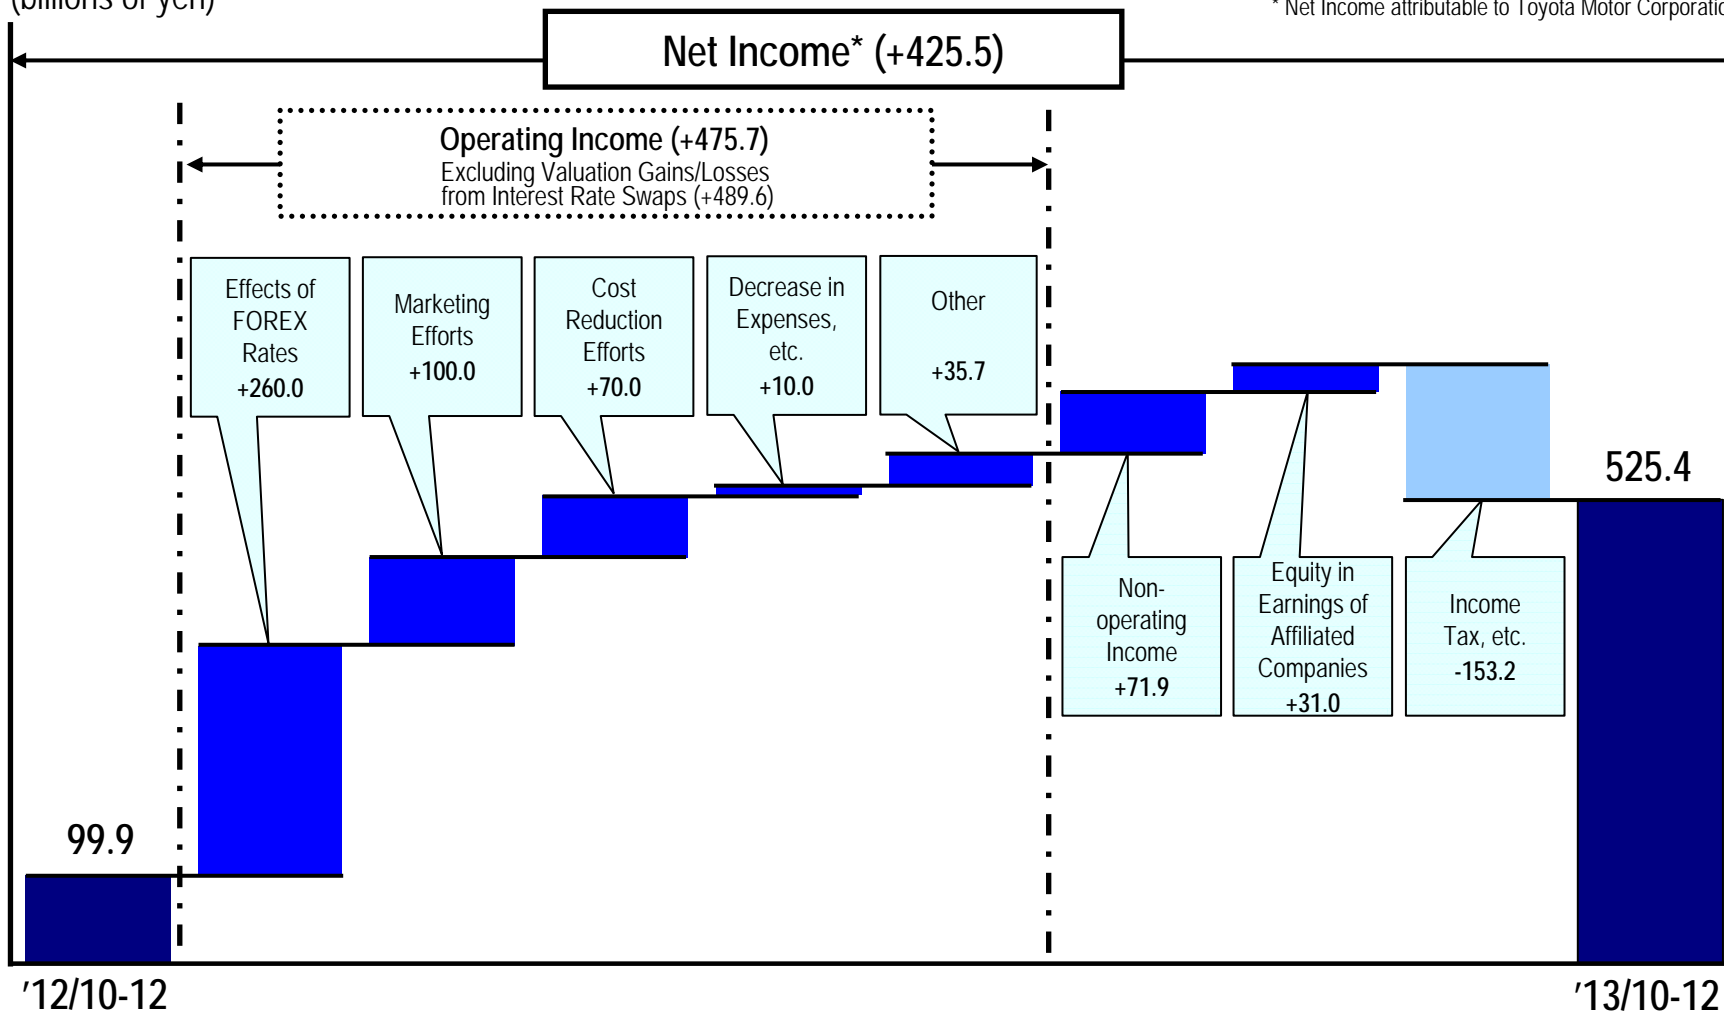 (billions of yen)
* Net Income attributable to Toyota Motor Corporatio
Net Income* (+425.5)
Operating Income (+475.7)
Excluding Valuation Gains/Losses
from Interest Rate Swaps (+489.6)
Effects of
FOREX
Rates
+260.0
Marketing
Efforts
+100.0
Cost
Reduction
Efforts
+70.0
Decrease in
Expenses,
etc.
+10.0
Other
+35.7
Non-
operating
Income
+71.9
Equity in
Earnings of
Affiliated
Companies
+31.0
Income
Tax, etc.
-153.2
99.9
525.4
'12/10-12
'13/10-12